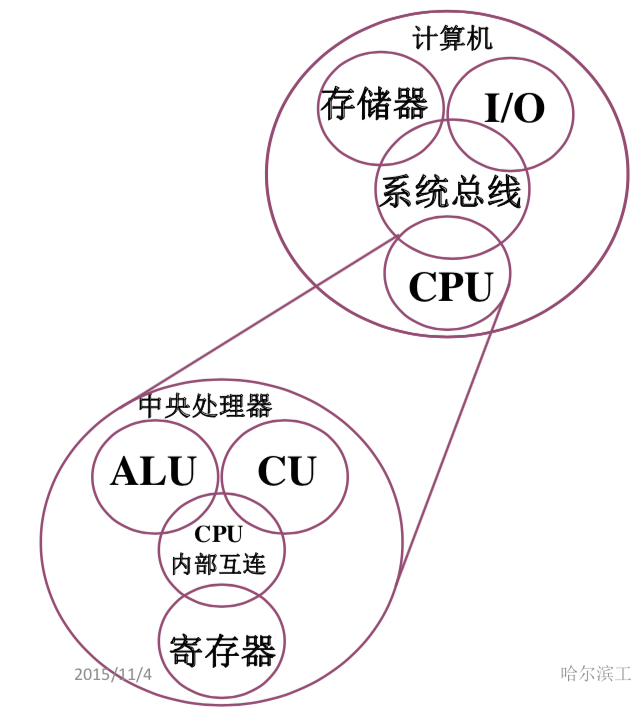 计算机
存储器
I/O
系统总线
CPU
中央处理器
ALU
CU
CPU
内部互连
寄存器
2015/11/4
哈尔滨工